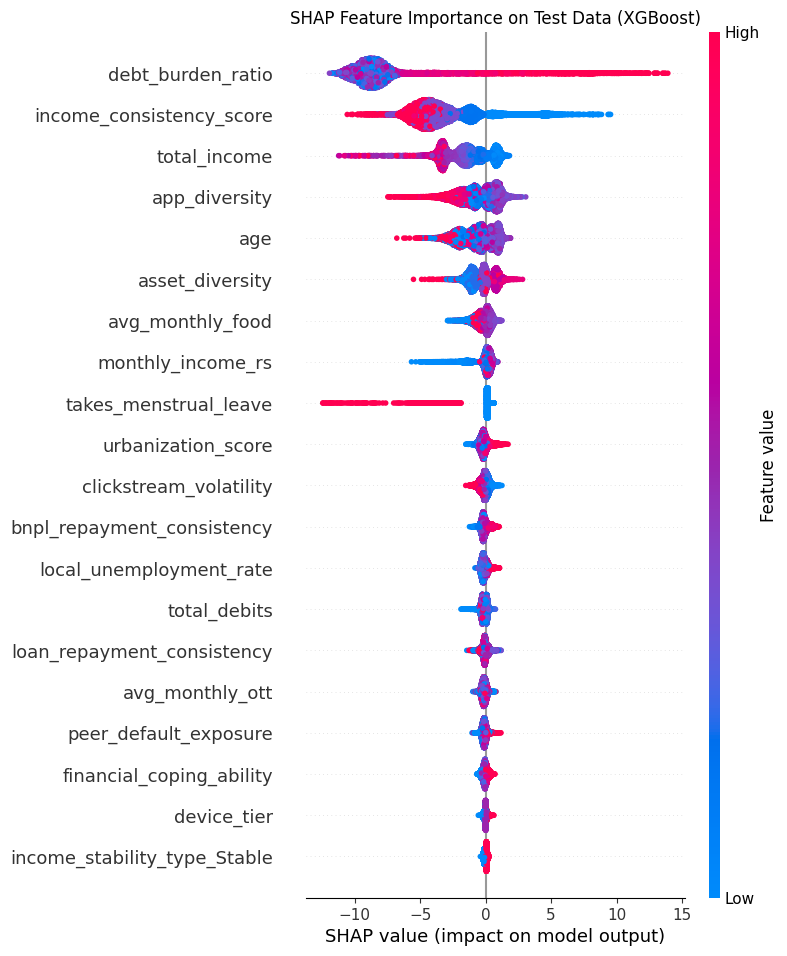 SHAP Feature Importance on Test Data (XGBoost)
High
debt_burden_ratio
income_consistency_score
total_income
app_diversity
age
asset_diversity
avg_monthly_food
monthly_income_rs
takes_menstrual_leave
urbanization_score
clickstream_volatility
bnpl_repayment_consistency
local_unemployment_rate
total_debits
loan_repayment_consistency
avg_monthly_ott
peer_default_exposure
financial_coping_ability
device_tier
income_stability_type_Stable
Feature value
Low
−10 −5 0 5 10 15
SHAP value (impact on model output)